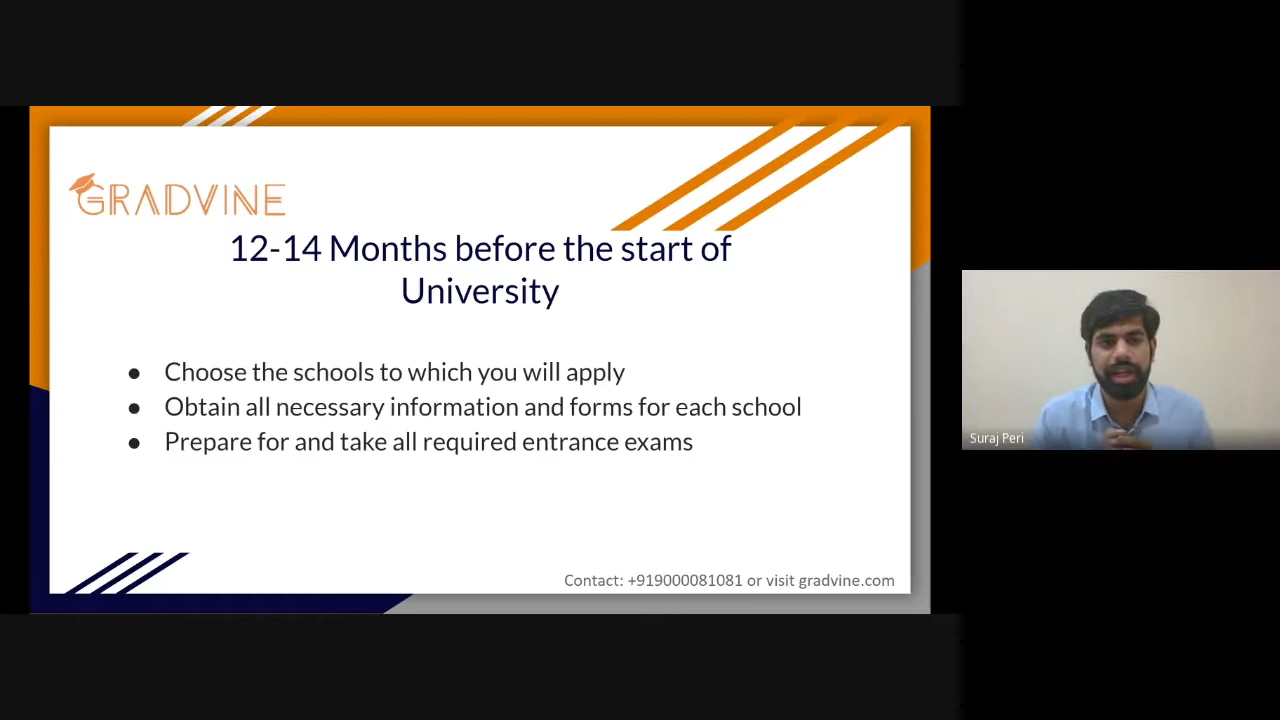 GRADVINE
12-14 Months before the start of
University
● Choose the schools to which you will apply
● Obtain all necessary information and forms for each school
● Prepare for and take all required entrance exams
Contact: +919000081081 or visit gradvine.com
Suraj Peri